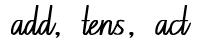 add, tens, act